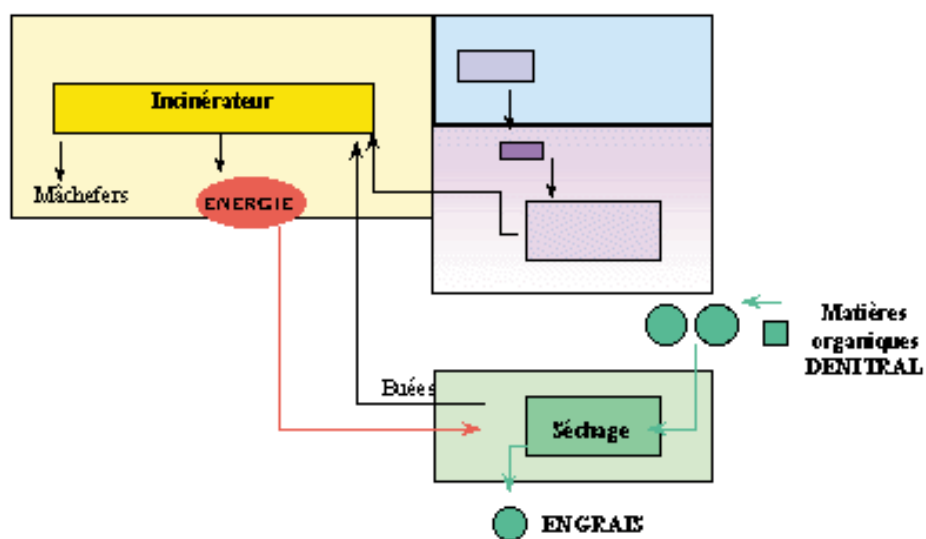 Incinérateur
Mâchefers
ENERGIE
Matières
organiques
DENITRAL
Buées
Séchage
ENGRAIS